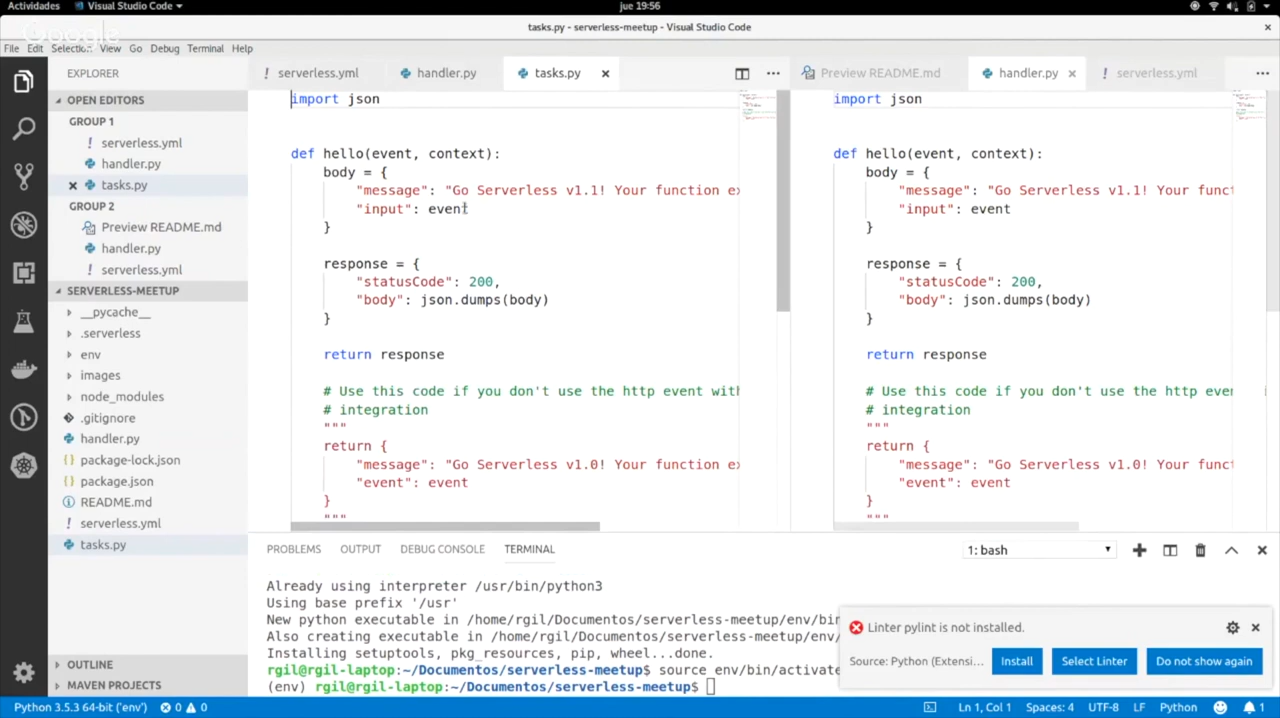 Actividades Visual Studio Code jue 19:56
tasks.py - serverless-meetup - Visual Studio Code
Google
File Edit Selection View Go Debug Terminal Help
EXPLORER
OPEN EDITORS
GROUP 1
serverless.yml
handler.py
tasks.py
GROUP 2
Preview README.md
handler.py
serverless.yml
SERVERLESS-MEETUP
__pycache__
.serverless
env
images
node_modules
.gitignore
handler.py
package-lock.json
package.json
README.md
serverless.yml
tasks.py
OUTLINE
MAVEN PROJECTS
serverless.yml handler.py tasks.py
import json
def hello(event, context):
body = {
"message": "Go Serverless v1.1! Your function ex
"input": event
}
response = {
"statusCode": 200,
"body": json.dumps(body)
}
return response
# Use this code if you don't use the http event with
# integration
"""
return {
"message": "Go Serverless v1.0! Your function ex
"event": event
}
"""
Preview README.md handler.py serverless.yml
import json
def hello(event, context):
body = {
"message": "Go Serverless v1.1! Your funct
"input": event
}
response = {
"statusCode": 200,
"body": json.dumps(body)
}
return response
# Use this code if you don't use the http even
# integration
"""
return {
"message": "Go Serverless v1.0! Your funct
"event": event
}
"""
PROBLEMS OUTPUT DEBUG CONSOLE TERMINAL 1: bash
Already using interpreter /usr/bin/python3
Using base prefix '/usr'
New python executable in /home/rgil/Documentos/serverless-meetup/env/bin
Also creating executable in /home/rgil/Documentos/serverless-meetup/env/
Installing setuptools, pkg_resources, pip, wheel...done.
rgil@rgil-laptop:~/Documentos/serverless-meetup$ source env/bin/activate
(env) rgil@rgil-laptop:~/Documentos/serverless-meetup$
Linter pylint is not installed.
Source: Python (Extensi... Install Select Linter Do not show again
Python 3.5.3 64-bit ('env') 0 0 Ln 1, Col 1 Spaces: 4 UTF-8 LF Python 1